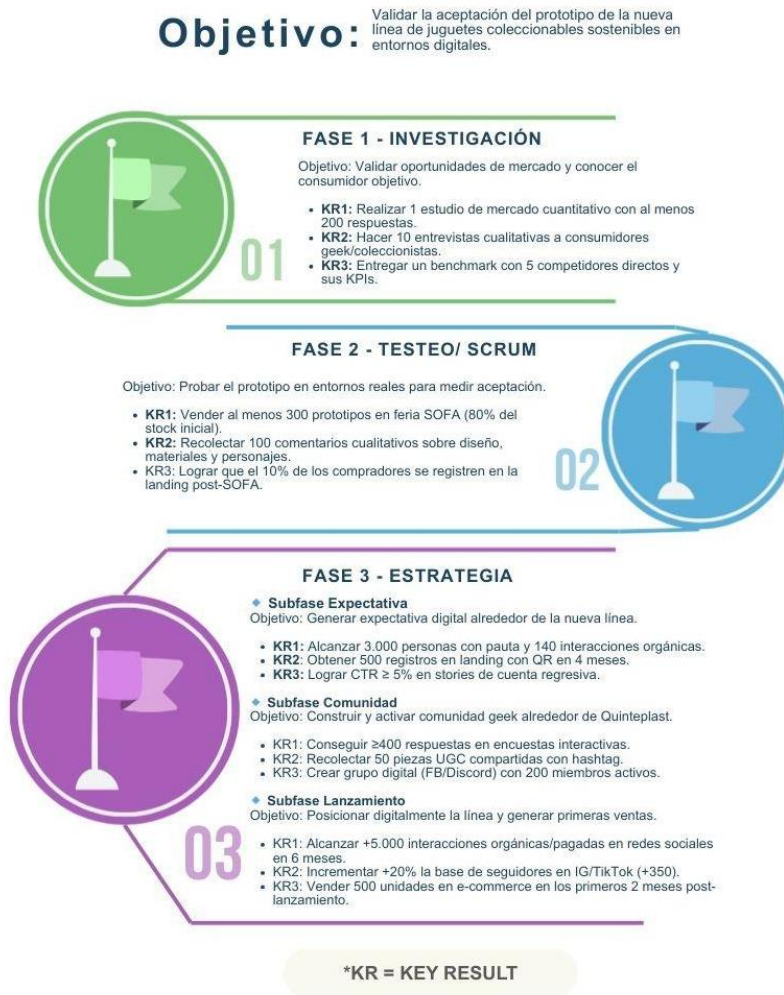 Objetivo:
Validar la aceptación del prototipo de la nueva
línea de juguetes coleccionables sostenibles en
entornos digitales.
FASE 1 - INVESTIGACIÓN
Objetivo: Validar oportunidades de mercado y conocer el
consumidor objetivo.
• KR1: Realizar 1 estudio de mercado cuantitativo con al menos
200 respuestas.
• KR2: Hacer 10 entrevistas cualitativas a consumidores
geek/coleccionistas.
• KR3: Entregar un benchmark con 5 competidores directos y
sus KPIs.
01
FASE 2 - TESTEO/ SCRUM
Objetivo: Probar el prototipo en entornos reales para medir aceptación.
• KR1: Vender al menos 300 prototipos en feria SOFA (80% del
stock inicial).
• KR2: Recolectar 100 comentarios cualitativos sobre diseño,
materiales y personajes.
• KR3: Lograr que el 10% de los compradores se registren en la
landing post-SOFA.
02
FASE 3 - ESTRATEGIA
Subfase Expectativa
Objetivo: Generar expectativa digital alrededor de la nueva línea.
• KR1: Alcanzar 3.000 personas con pauta y 140 interacciones orgánicas.
• KR2: Obtener 500 registros en landing con QR en 4 meses.
• KR3: Lograr CTR ≥ 5% en stories de cuenta regresiva.
Subfase Comunidad
Objetivo: Construir y activar comunidad geek alrededor de Quinteplast.
• KR1: Conseguir ≥400 respuestas en encuestas interactivas.
• KR2: Recolectar 50 piezas UGC compartidas con hashtag.
• KR3: Crear grupo digital (FB/Discord) con 200 miembros activos.
Subfase Lanzamiento
Objetivo: Posicionar digitalmente la línea y generar primeras ventas.
• KR1: Alcanzar +5.000 interacciones orgánicas/pagadas en redes sociales
en 6 meses.
• KR2: Incrementar +20% la base de seguidores en IG/TikTok (+350).
• KR3: Vender 500 unidades en e-commerce en los primeros 2 meses post-
lanzamiento.
03
*KR = KEY RESULT